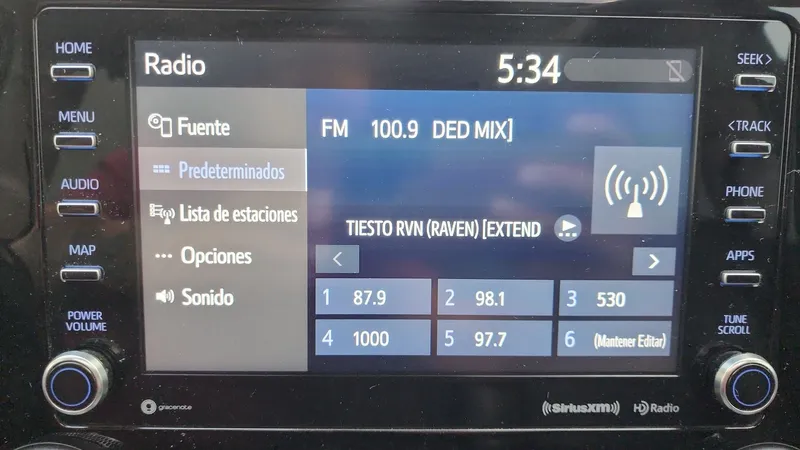 HOME
MENU
AUDIO
MAP
POWER
VOLUME
Radio
5:34
Fuente
Predeterminados
Lista de estaciones
Opciones
Sonido
FM 100.9 DED MIX]
TIESTO RVN (RAVEN) [EXTEND
1 87.9
2 98.1
3 530
4 1000
5 97.7
6 (Mantener Editar)
SEEK >
< TRACK
PHONE
APPS
TUNE
SCROLL
gracenote
((SiriusXM))
HD Radio